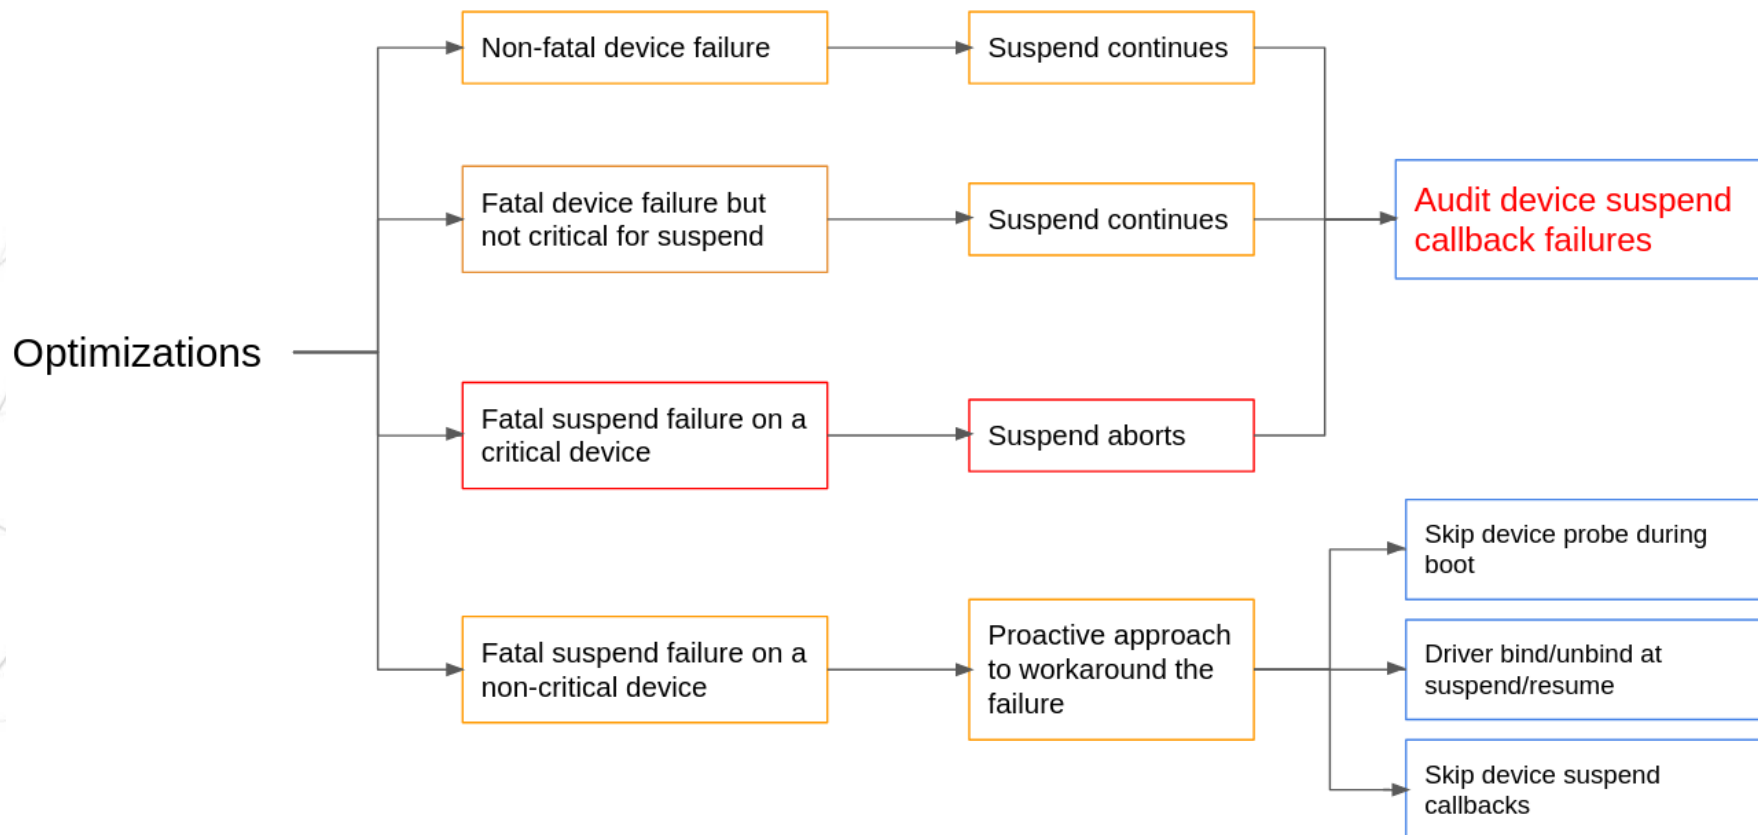 Non-fatal device failure
Suspend continues
Fatal device failure but
not critical for suspend
Suspend continues
Audit device suspend
callback failures
Optimizations
Fatal suspend failure on a
critical device
Suspend aborts
Fatal suspend failure on a
non-critical device
Proactive approach
to workaround the
failure
Skip device probe during
boot
Driver bind/unbind at
suspend/resume
Skip device suspend
callbacks